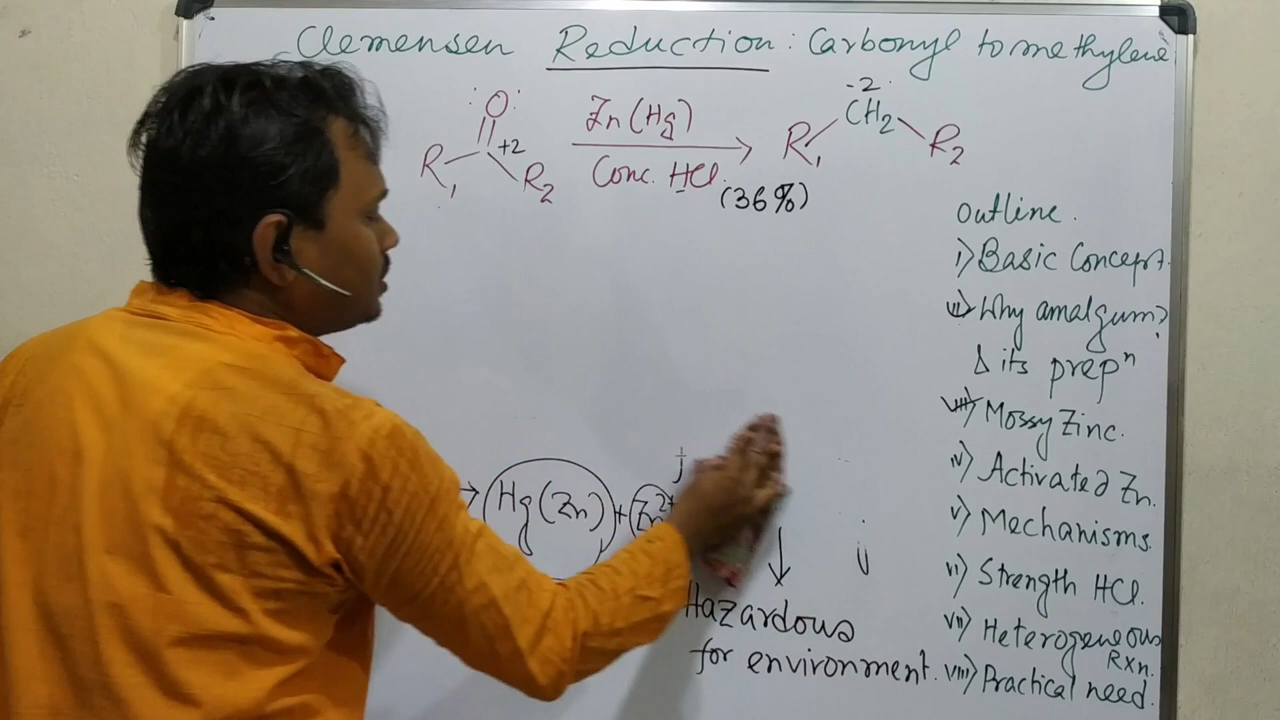 Clemensen Reduction: Carbonyl to methylene
:O:
R1 +2 R2
Zn(Hg)
Conc. HCl
(36%)
-2
CH2
R1 R2
Outline.
i) Basic Concept.
ii) Why amalgum?
& its prepⁿ
iii) Mossy Zinc.
iv) Activated Zn.
v) Mechanisms.
vi) Strength HCl.
vii) Heterogeneous
Rxn.
viii) Practical need.
→ Hg(Zn) + Zn2+
↓
Hazardous
for environment.